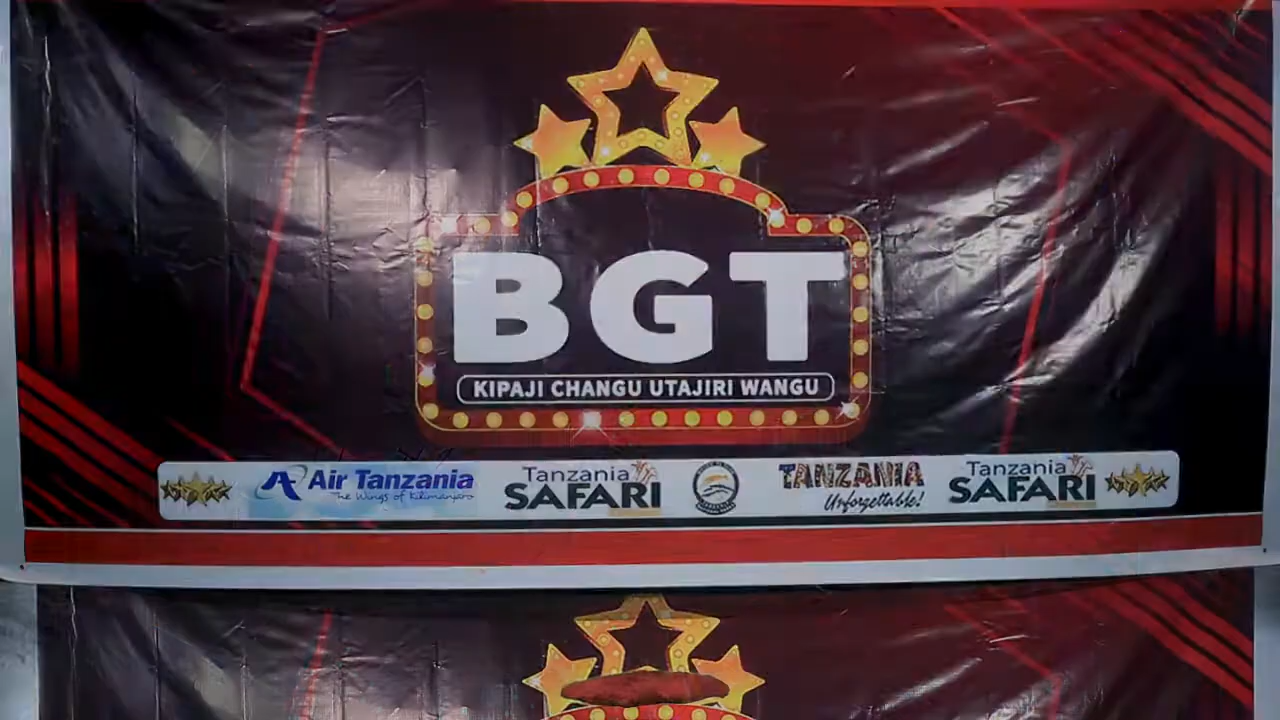 BGT
KIPAJI CHANGU UTAJIRI WANGU
Air Tanzania
The Wings of Kilimanjaro
Tanzania
SAFARI
TANZANIA
Unforgettable!
Tanzania
SAFARI